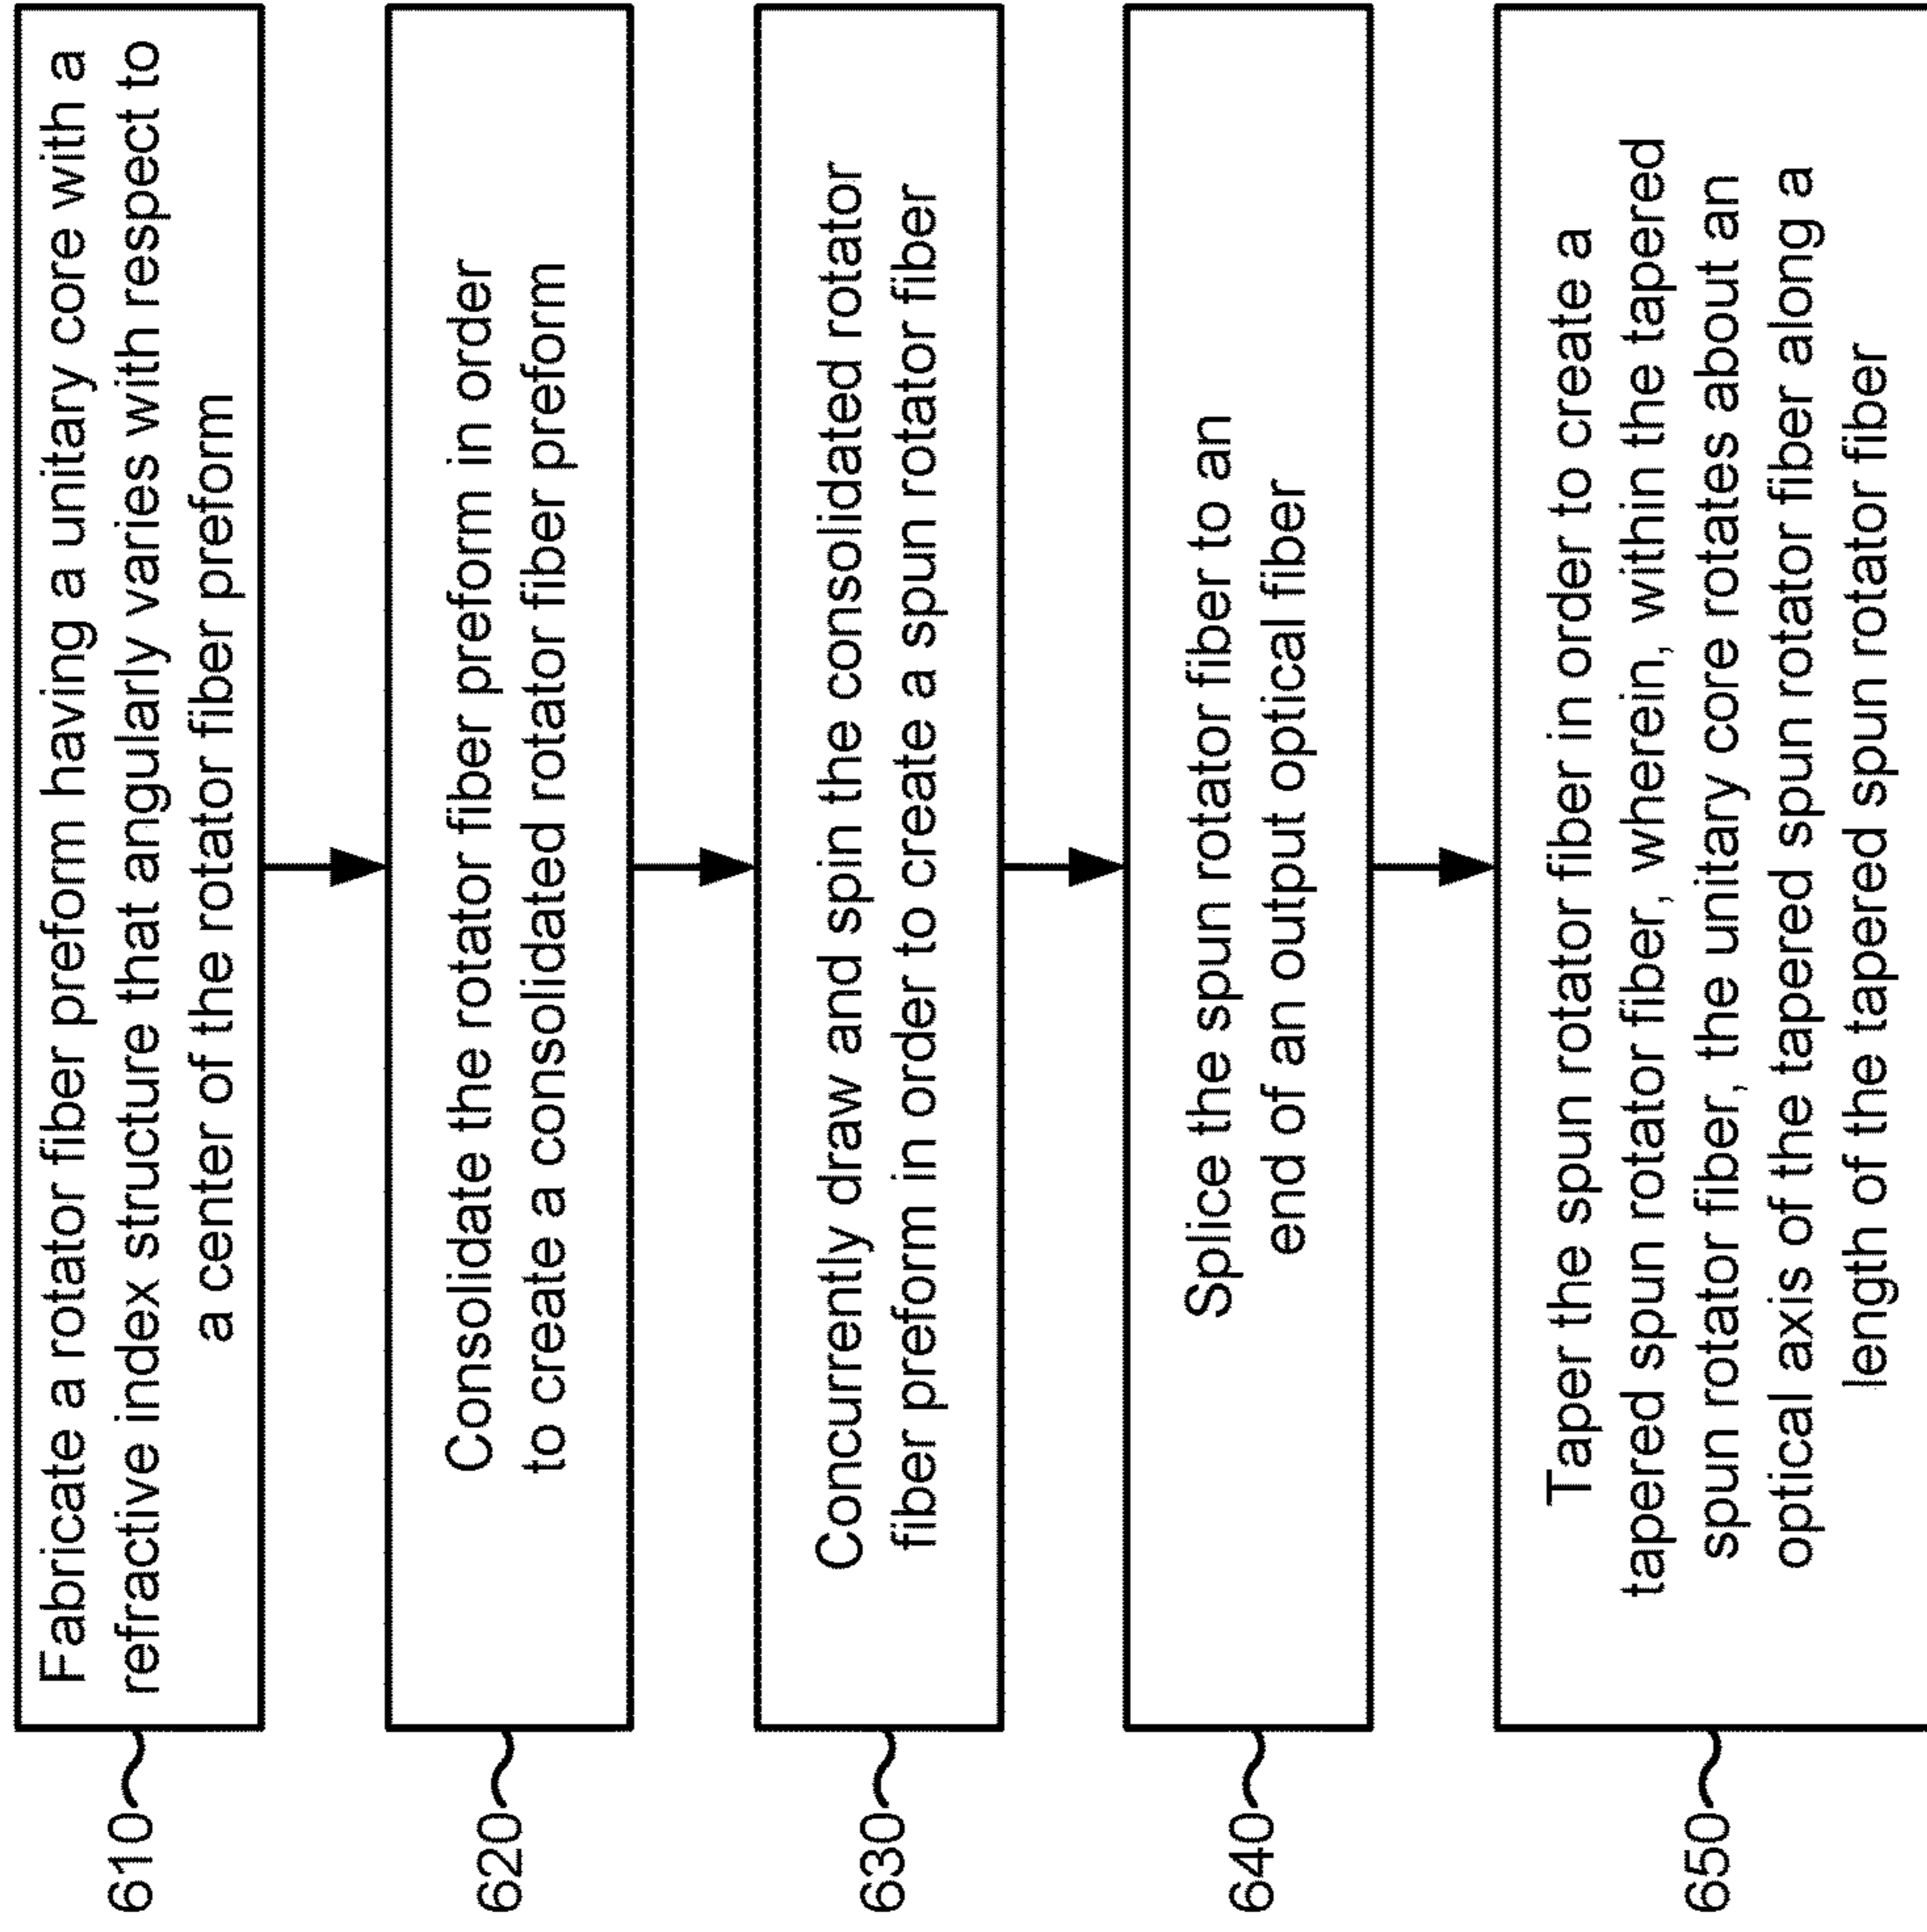 610
Fabricate a rotator fiber preform having a unitary core with a
refractive index structure that angularly varies with respect to
a center of the rotator fiber preform
620
Consolidate the rotator fiber preform in order
to create a consolidated rotator fiber preform
630
Concurrently draw and spin the consolidated rotator
fiber preform in order to create a spun rotator fiber
640
Splice the spun rotator fiber to an
end of an output optical fiber
650
Taper the spun rotator fiber in order to create a
tapered spun rotator fiber, wherein, within the tapered
spun rotator fiber, the unitary core rotates about an
optical axis of the tapered spun rotator fiber along a
length of the tapered spun rotator fiber